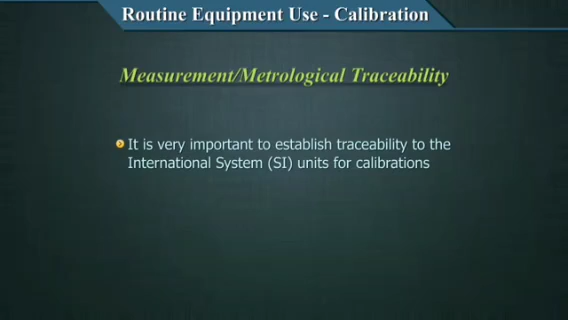 Routine Equipment Use - Calibration
Measurement/Metrological Traceability
It is very important to establish traceability to the
International System (SI) units for calibrations